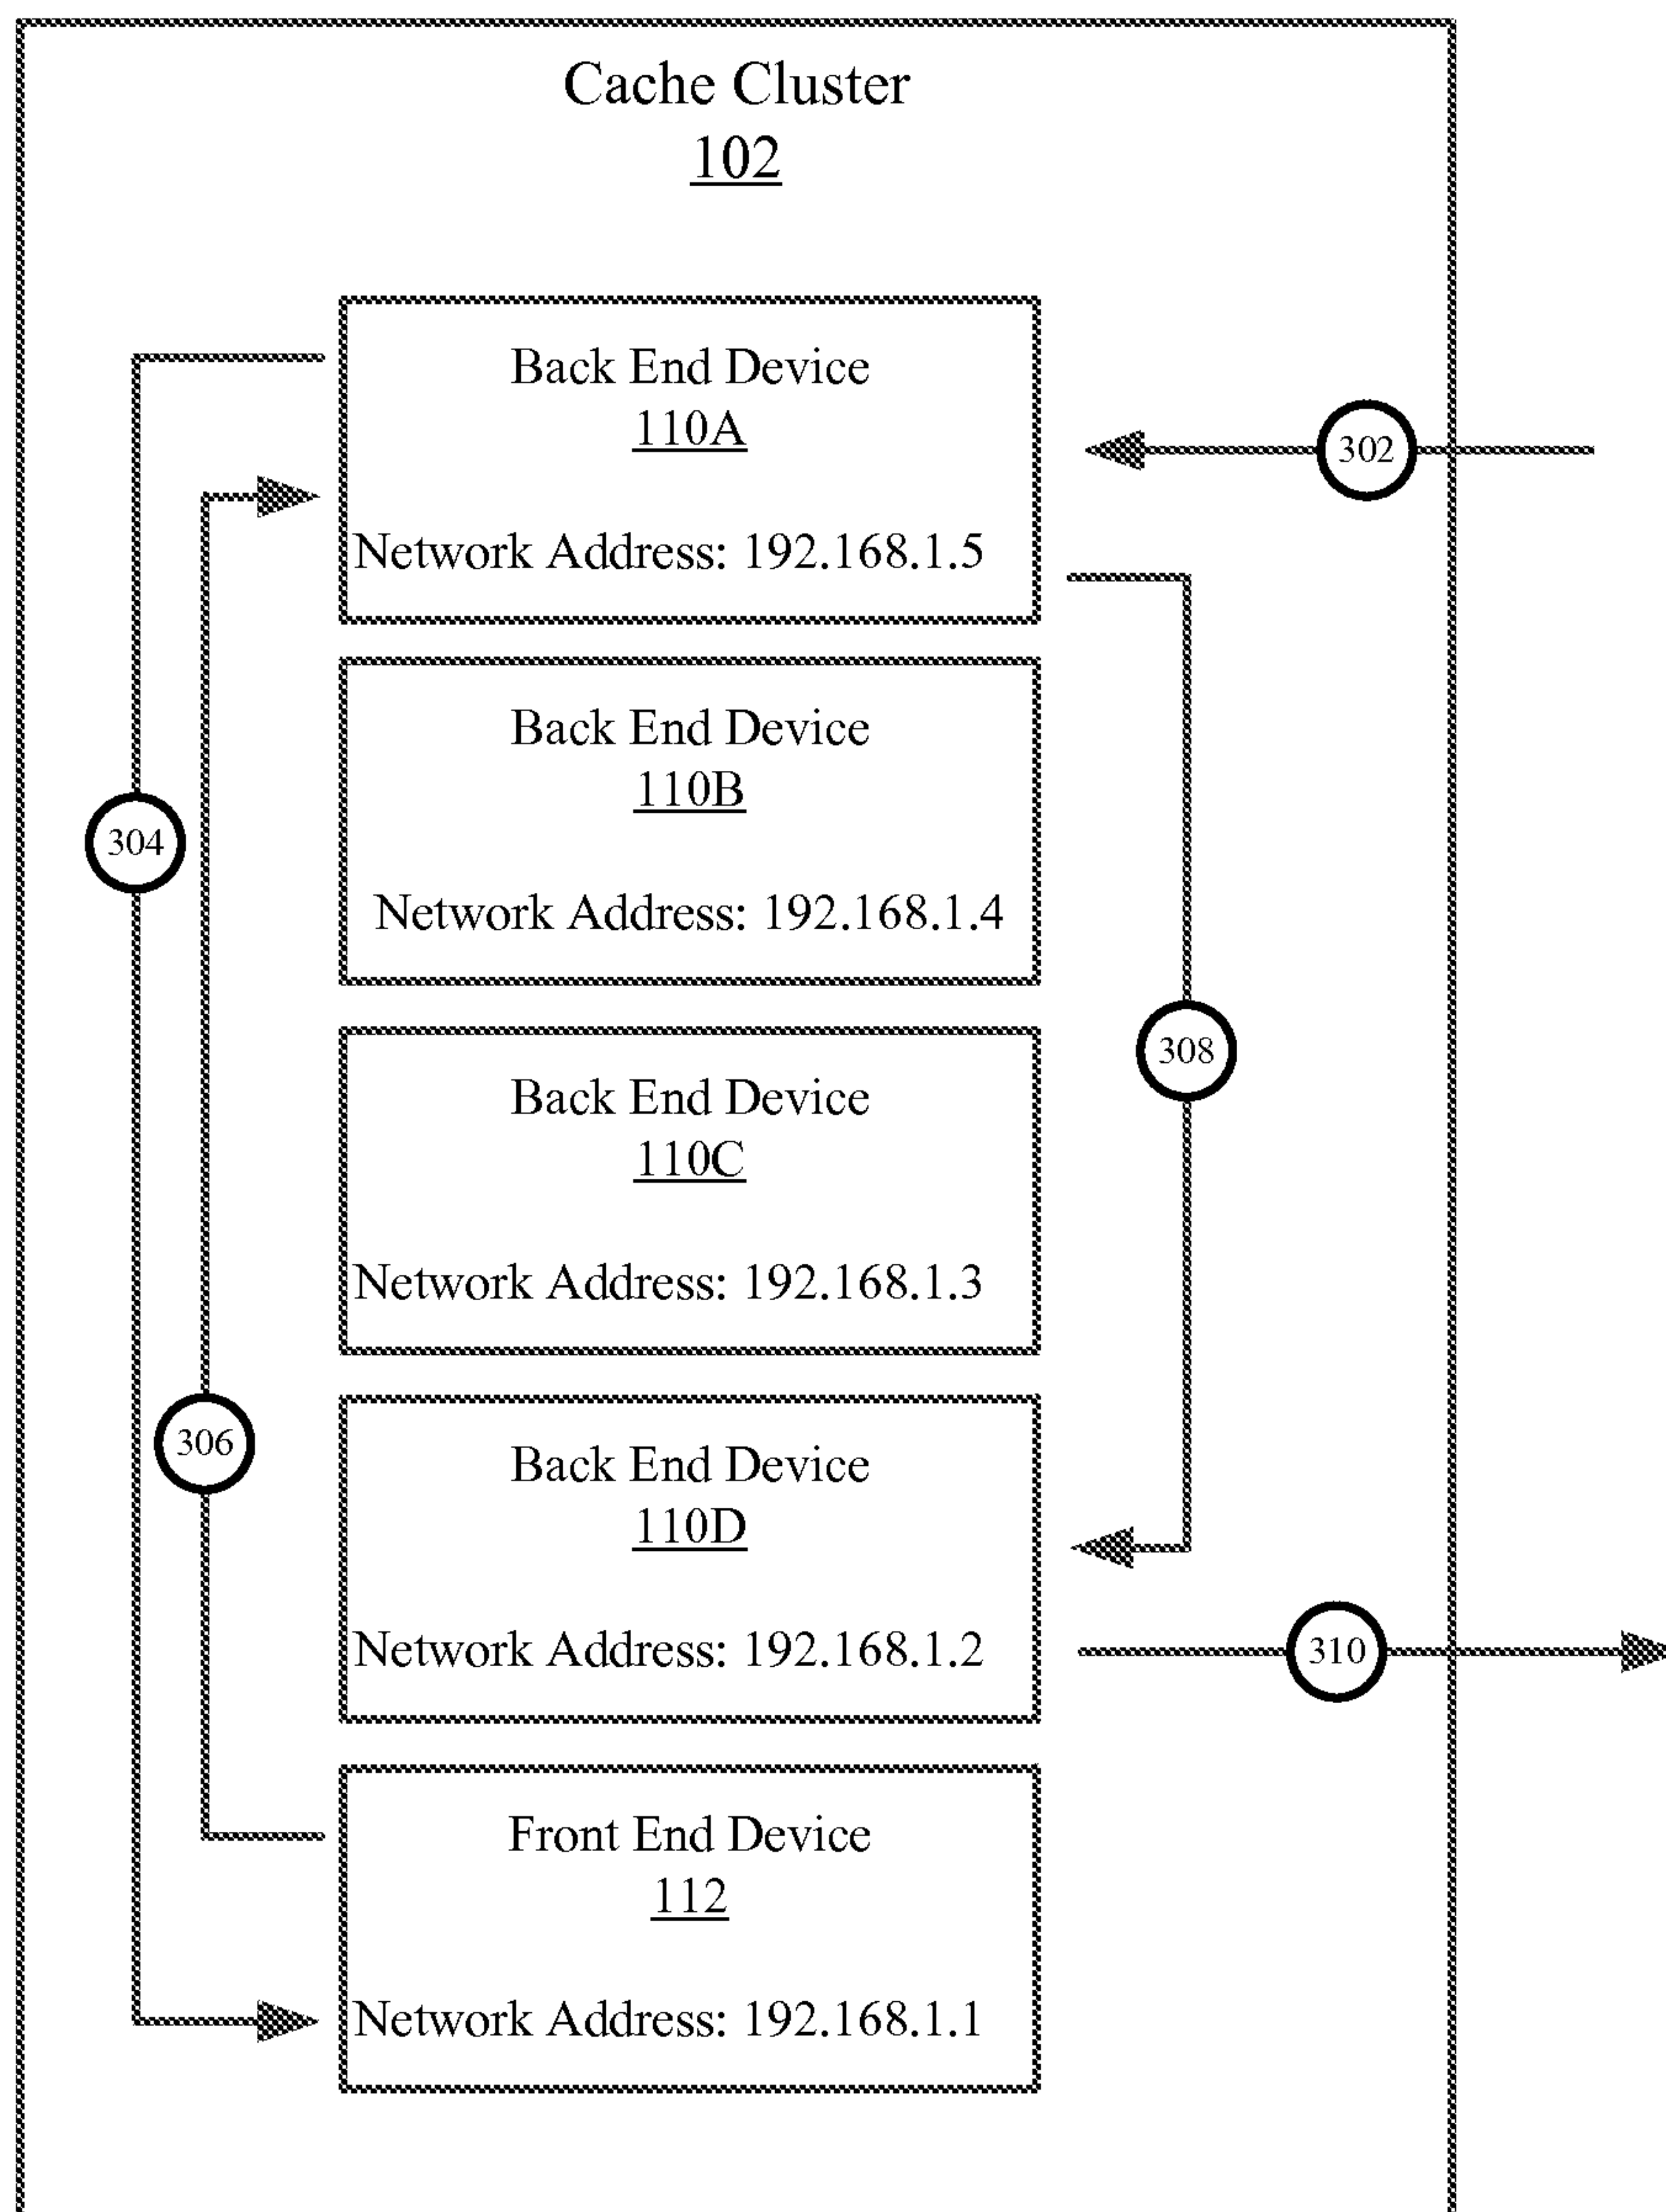 Cache Cluster
102
Back End Device
110A
302
Network Address: 192.168.1.5
Back End Device
110B
304
Network Address: 192.168.1.4
308
Back End Device
110C
Network Address: 192.168.1.3
306
Back End Device
110D
Network Address: 192.168.1.2
310
Front End Device
112
Network Address: 192.168.1.1